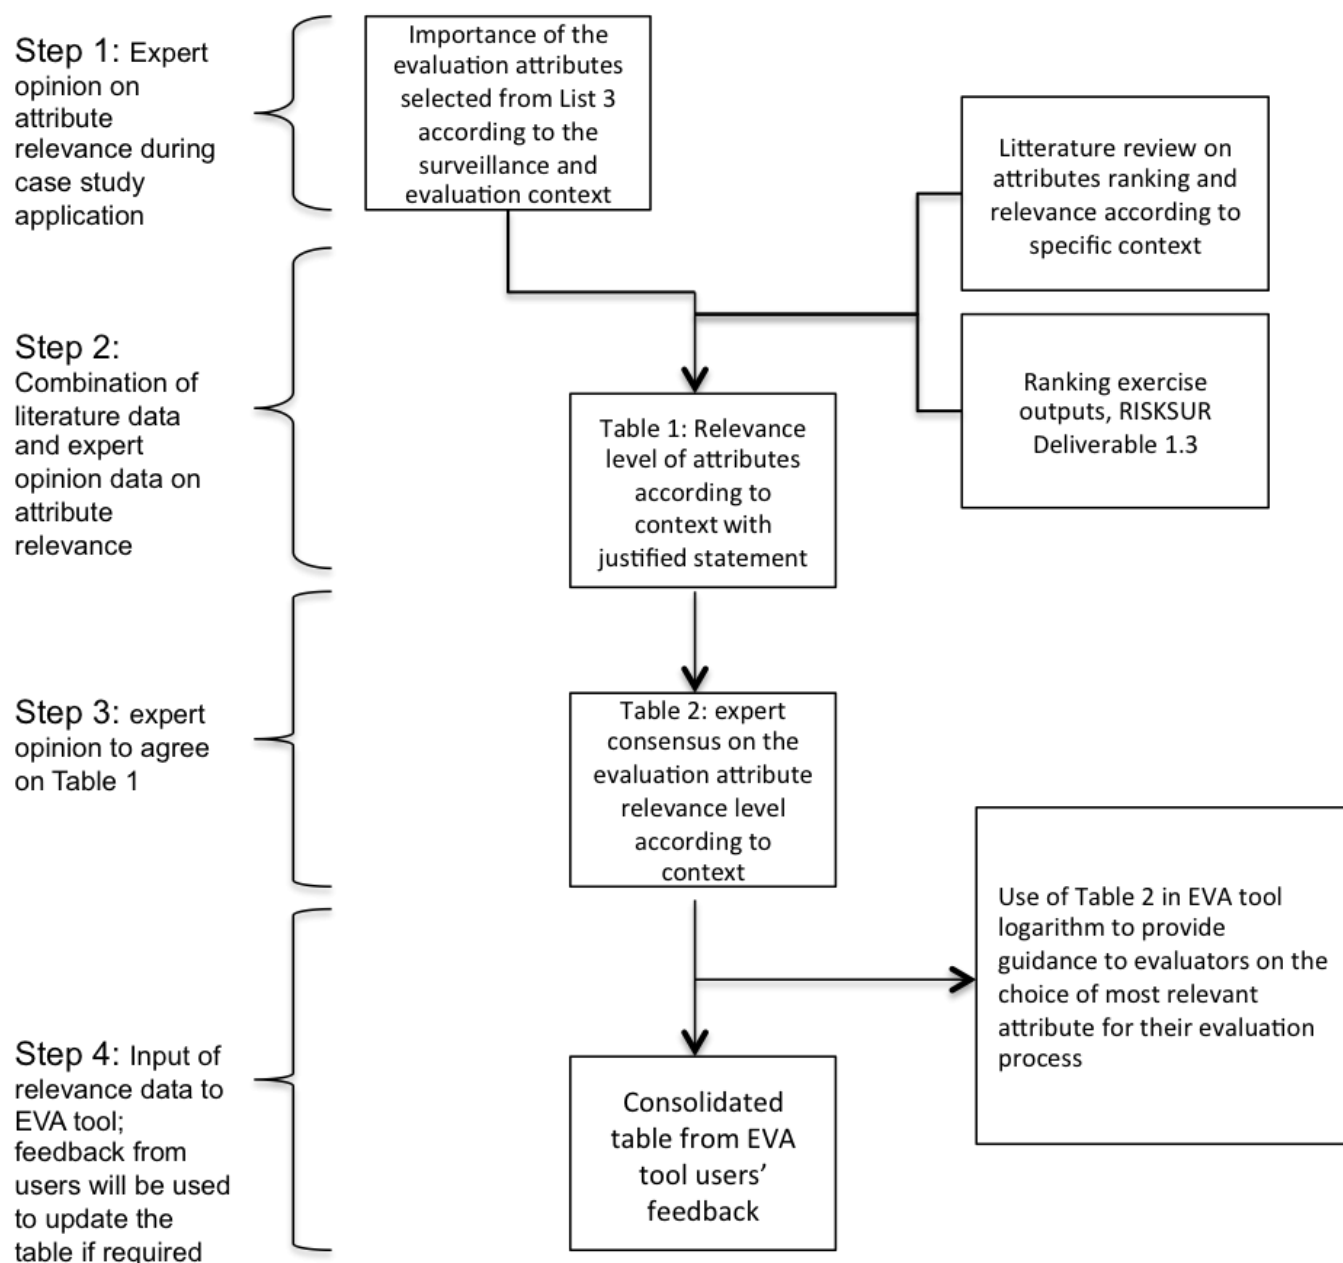 Step 1: Expert
opinion on
attribute
relevance during
case study
application
Importance of the
evaluation attributes
selected from List 3
according to the
surveillance and
evaluation context
Litterature review on
attributes ranking and
relevance according to
specific context
Step 2:
Combination of
literature data
and expert
opinion data on
attribute
relevance
Ranking exercise
outputs, RISKSUR
Deliverable 1.3
Table 1: Relevance
level of attributes
according to
context with
justified statement
Step 3: expert
opinion to agree
on Table 1
Table 2: expert
consensus on the
evaluation attribute
relevance level
according to
context
Use of Table 2 in EVA tool
logarithm to provide
guidance to evaluators on the
choice of most relevant
attribute for their evaluation
process
Step 4: Input of
relevance data to
EVA tool;
feedback from
users will be used
to update the
table if required
Consolidated
table from EVA
tool users’
feedback